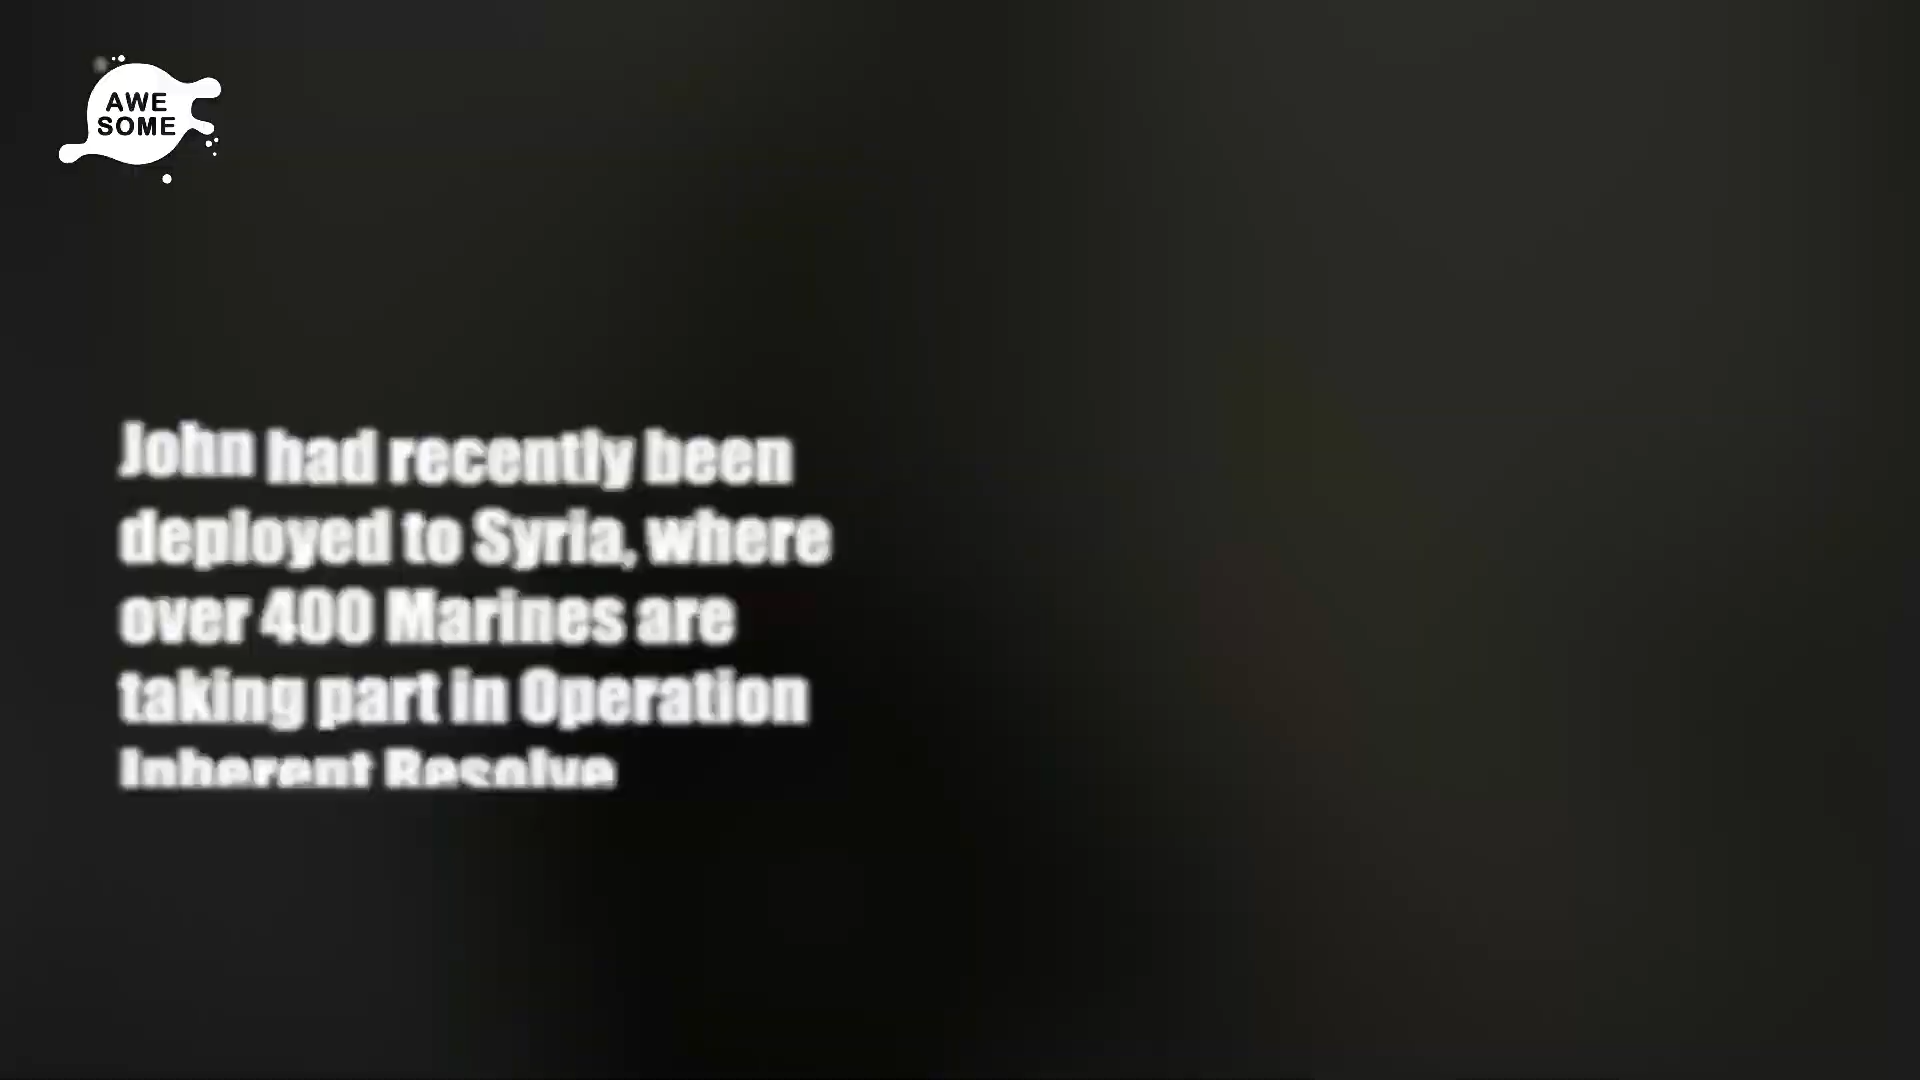 AWE
SOME
John had recently been
deployed to Syria, where
over 400 Marines are
taking part in Operation
Inherent Resolve